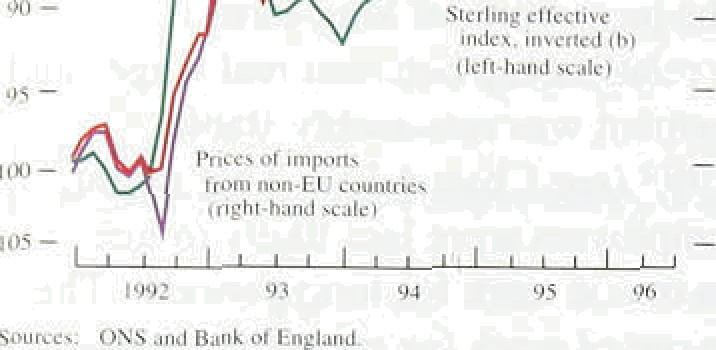 90
Sterling effective
index, inverted (b)
(left-hand scale)
95
Prices of imports
100
from non-EU countries
(right-hand scale)
105
1992 93 94 95 96
Sources: ONS and Bank of England.